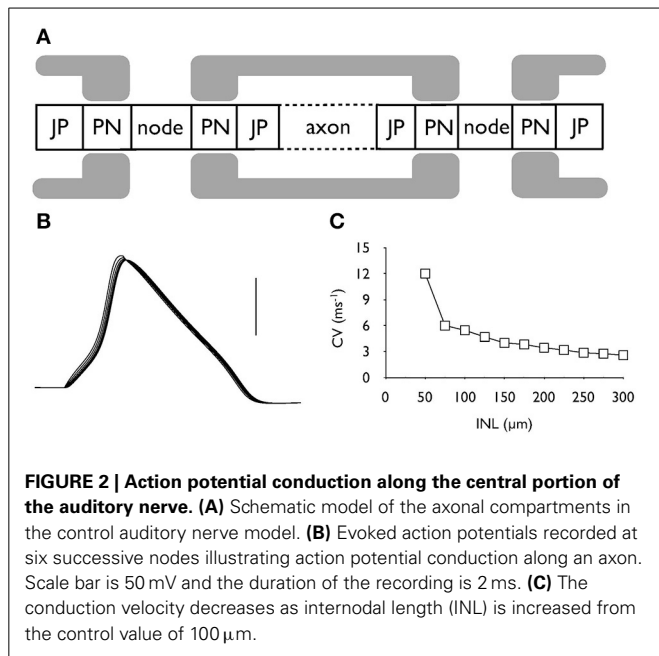 A
JP PN node PN JP axon JP PN node PN JP
B
C
15
12
9
6
3
0
CV (ms⁻¹)
0 50 100 150 200 250 300
INL (µm)
FIGURE 2 | Action potential conduction along the central portion of
the auditory nerve. (A) Schematic model of the axonal compartments in
the control auditory nerve model. (B) Evoked action potentials recorded at
six successive nodes illustrating action potential conduction along an axon.
Scale bar is 50 mV and the duration of the recording is 2 ms. (C) The
conduction velocity decreases as internodal length (INL) is increased from
the control value of 100 µm.